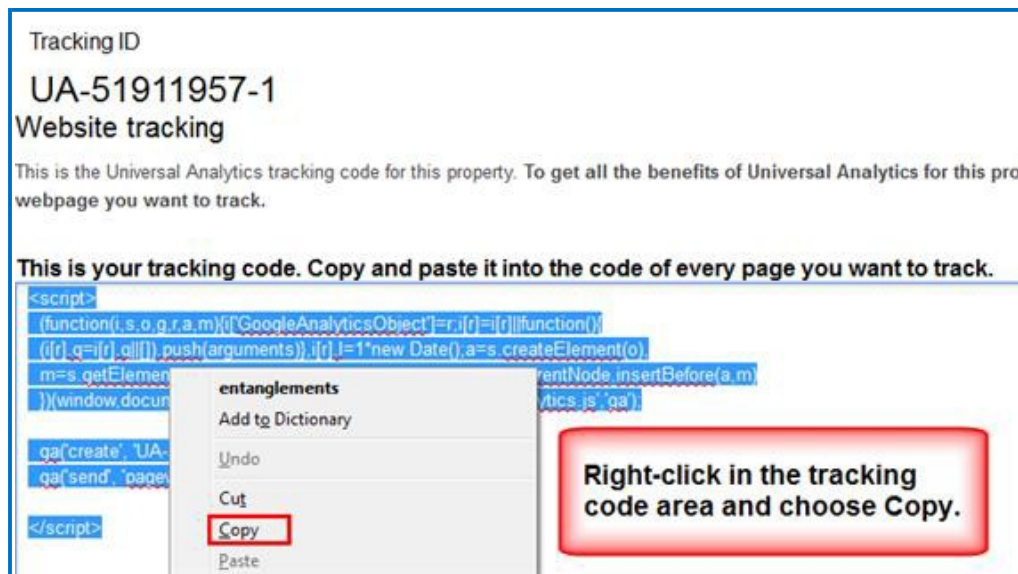 Tracking ID
UA-51911957-1
Website tracking
This is the Universal Analytics tracking code for this property. To get all the benefits of Universal Analytics for this pro
webpage you want to track.
This is your tracking code. Copy and paste it into the code of every page you want to track.
<script>
(function(i,s,o,g,r,a,m){i['GoogleAnalyticsObject']=r;i[r]=i[r]||function(){
(i[r].q=i[r].q||[]).push(arguments)},i[r].l=1*new Date();a=s.createElement(o),
m=s.getElemen rentNode.insertBefore(a,m)
})(window,docun ytics.js','ga');
ga('create', 'UA-
ga('send', 'pagev
</script>
entanglements
Add to Dictionary
Undo
Cut
Copy
Paste
Right-click in the tracking
code area and choose Copy.